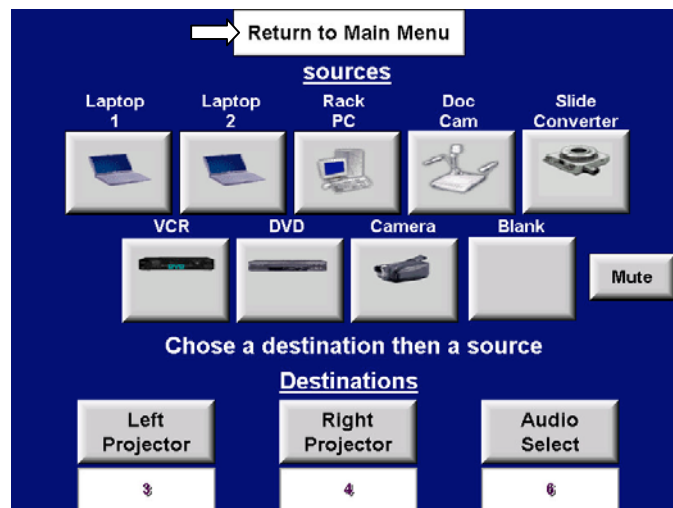 Return to Main Menu
sources
Laptop 1
Laptop 2
Rack PC
Doc Cam
Slide Converter
VCR
DVD
Camera
Blank
Mute
Chose a destination then a source
Destinations
Left Projector
Right Projector
Audio Select
3
4
6